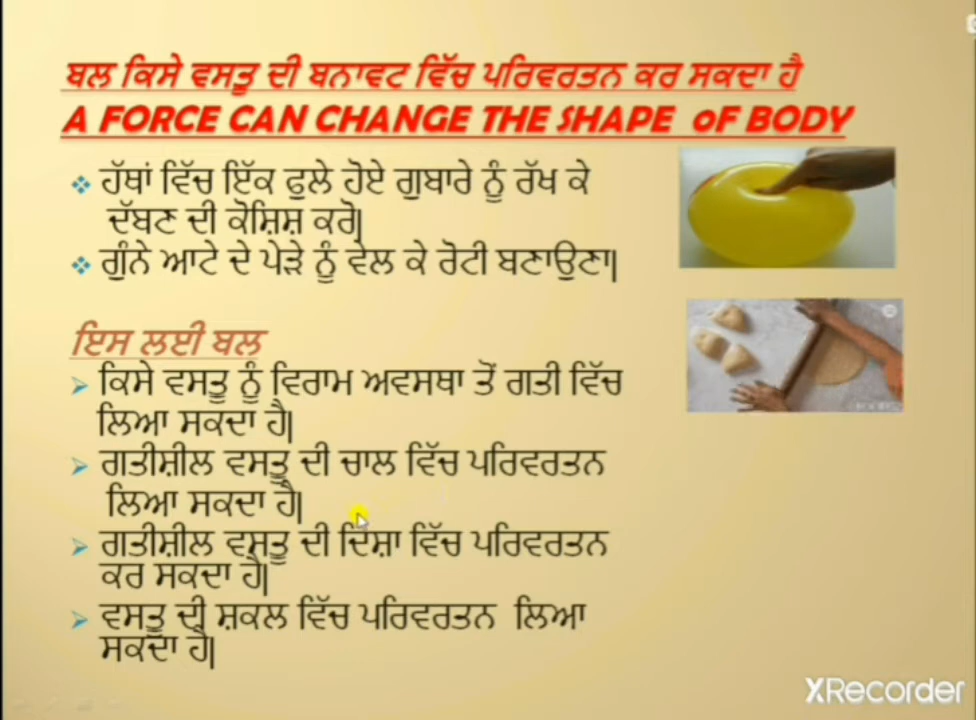 ਬਲ ਕਿਸੇ ਵਸਤੂ ਦੀ ਬਨਾਵਟ ਵਿੱਚ ਪਰਿਵਰਤਨ ਕਰ ਸਕਦਾ ਹੈ
A FORCE CAN CHANGE THE SHAPE OF BODY
❖ ਹੱਥਾਂ ਵਿੱਚ ਇੱਕ ਫੁਲੇ ਹੋਏ ਗੁਬਾਰੇ ਨੂੰ ਰੱਖ ਕੇ
ਦੱਬਣ ਦੀ ਕੋਸ਼ਿਸ਼ ਕਰੋ|
❖ ਗੁੰਨੇ ਆਟੇ ਦੇ ਪੇੜੇ ਨੂੰ ਵੇਲ ਕੇ ਰੋਟੀ ਬਣਾਉਣਾ|
ਇਸ ਲਈ ਬਲ
➢ ਕਿਸੇ ਵਸਤੂ ਨੂੰ ਵਿਰਾਮ ਅਵਸਥਾ ਤੋਂ ਗਤੀ ਵਿੱਚ
ਲਿਆ ਸਕਦਾ ਹੈ|
➢ ਗਤੀਸ਼ੀਲ ਵਸਤੂ ਦੀ ਚਾਲ ਵਿੱਚ ਪਰਿਵਰਤਨ
ਲਿਆ ਸਕਦਾ ਹੈ|
➢ ਗਤੀਸ਼ੀਲ ਵਸਤੂ ਦੀ ਦਿਸ਼ਾ ਵਿੱਚ ਪਰਿਵਰਤਨ
ਕਰ ਸਕਦਾ ਹੈ|
➢ ਵਸਤੂ ਦੀ ਸ਼ਕਲ ਵਿੱਚ ਪਰਿਵਰਤਨ ਲਿਆ
ਸਕਦਾ ਹੈ|
XRecorder